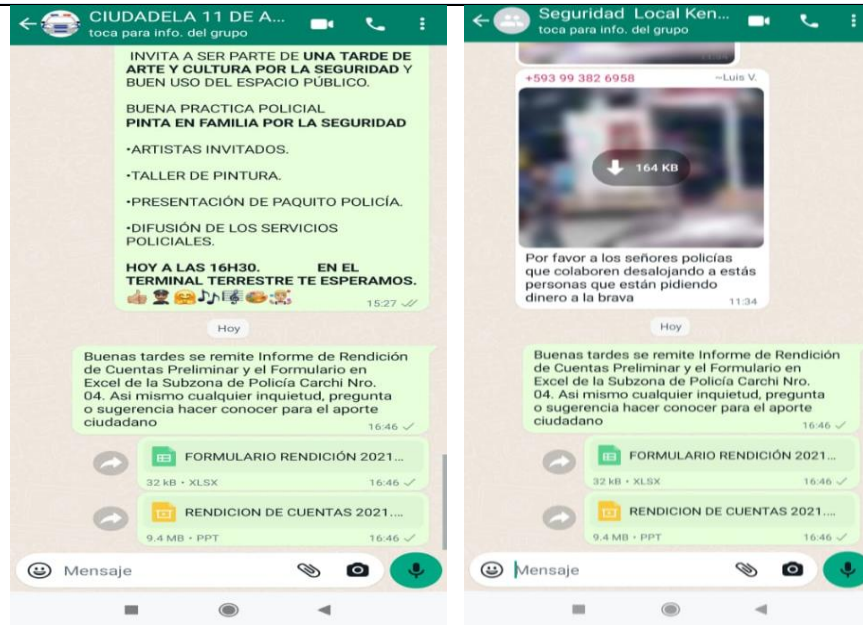 CIUDADELA 11 DE A...
toca para info. del grupo
INVITA A SER PARTE DE UNA TARDE DE
ARTE Y CULTURA POR LA SEGURIDAD Y
BUEN USO DEL ESPACIO PÚBLICO.
BUENA PRACTICA POLICIAL
PINTA EN FAMILIA POR LA SEGURIDAD
•ARTISTAS INVITADOS.
•TALLER DE PINTURA.
•PRESENTACIÓN DE PAQUITO POLICÍA.
•DIFUSIÓN DE LOS SERVICIOS
POLICIALES.
HOY A LAS 16H30. EN EL
TERMINAL TERRESTRE TE ESPERAMOS.
15:27
Hoy
Buenas tardes se remite Informe de Rendición
de Cuentas Preliminar y el Formulario en
Excel de la Subzona de Policía Carchi Nro.
04. Asi mismo cualquier inquietud, pregunta
o sugerencia hacer conocer para el aporte
ciudadano
16:46
FORMULARIO RENDICIÓN 2021...
32 kB • XLSX 16:46
RENDICION DE CUENTAS 2021....
9.4 MB • PPT 16:46
Mensaje
Seguridad Local Ken...
toca para info. del grupo
11:34
+593 99 382 6958 ~Luis V.
164 KB
Por favor a los señores policías
que colaboren desalojando a estás
personas que están pidiendo
dinero a la brava
11:34
Hoy
Buenas tardes se remite Informe de Rendición
de Cuentas Preliminar y el Formulario en
Excel de la Subzona de Policía Carchi Nro.
04. Asi mismo cualquier inquietud, pregunta
o sugerencia hacer conocer para el aporte
ciudadano
16:46
FORMULARIO RENDICIÓN 2021...
32 kB • XLSX 16:46
RENDICION DE CUENTAS 2021....
9.4 MB • PPT 16:46
Mensaje